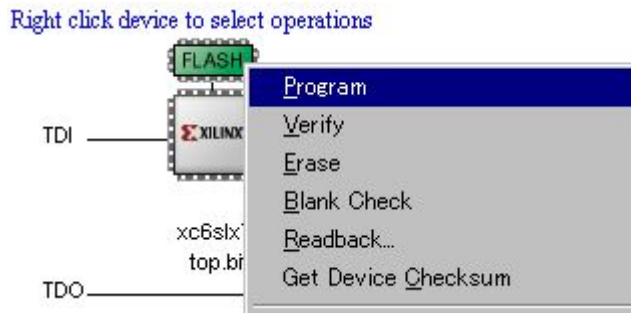 Right click device to select operations
FLASH
Program
TDI
XILINX
Verify
Erase
Blank Check
xc6slx
Readback...
top.bi
Get Device Checksum
TDO